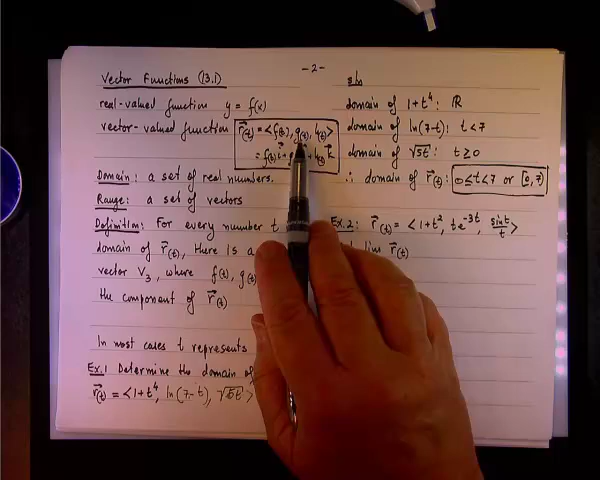 -2-
Vector Functions (13.1)
real-valued function y = f(x)
vector-valued function r⃗(t) = <f(t), g(t), h(t)>
= f(t) i⃗ + g h(t) k⃗
Domain: a set of real numbers.
Range: a set of vectors
Definition: For every number t
domain of r⃗(t), there is a
vector V₃, where f(t), g(t)
the component of r⃗(t)
In most cases t represents
Ex.1 Determine the domain of
r⃗(t) = <1+t⁴, ln(7-t), √5t>
sln
domain of 1+t⁴: ℝ
domain of ln(7-t): t<7
domain of √5t: t≥0
∴ domain of r⃗(t): 0≤t<7 or [0,7)
Ex.2: r⃗(t) = <1+t², te^-3t, sint/t>
lim r⃗(t)